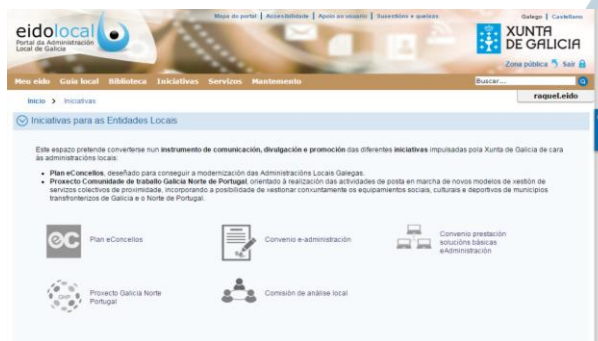 Mapa do portal | Accesibilidade | Apoio ao usuario | Suxestións e queixas
Galego | Castellano
eidolocal
Portal da Administración
Local de Galicia
XUNTA
DE GALICIA
Zona pública Sair
Meu eido Guía local Biblioteca Iniciativas Servizos Mantemento
Buscar...
Inicio > Iniciativas
raquel.eido
Iniciativas para as Entidades Locais
Este espazo pretende converterse nun instrumento de comunicación, divulgación e promoción das diferentes iniciativas impulsadas pola Xunta de Galicia de cara
ás administracións locais:
• Plan eConcellos, deseñado para conseguir a modernización das Administracións Locais Galegas.
• Proxecto Comunidade de traballo Galicia Norte de Portugal, orientado à realización das actividades de posta en marcha de novos modelos de xestión de
servizos colectivos de proximidade, incorporando a posibilidade de xestionar conxuntamente os equipamentos sociais, culturais e deportivos de municipios
transfronterizos de Galicia e o Norte de Portugal.
eC
Plan eConcellos
Convenio e-administración
Convenio prestación
solucións básicas
eAdministración
GNP
Proxecto Galicia Norte
Portugal
Comisión de análise local